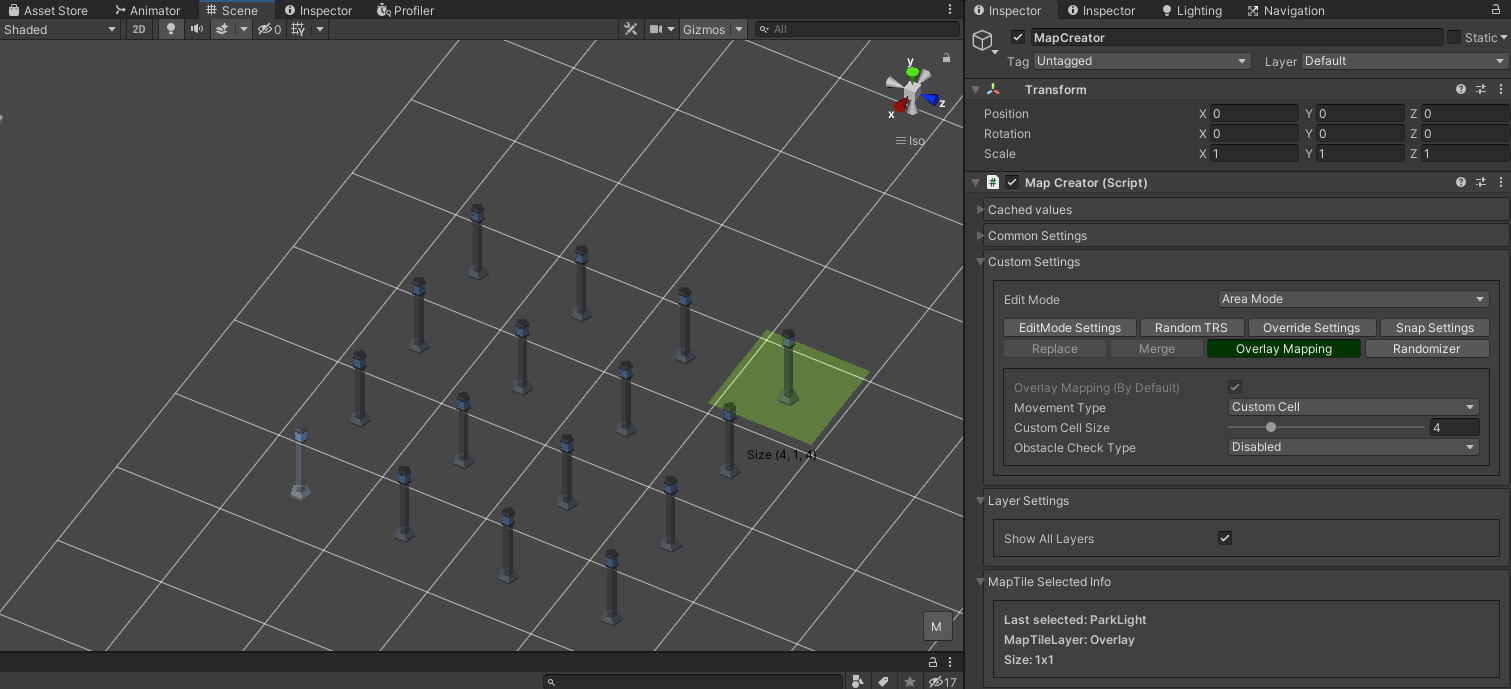 Asset Store Animator Scene Inspector Profiler
Shaded 2D 0 Gizmos All
y
z
x
Iso
Size (4, 1, 4)
M
17
Inspector Inspector Lighting Navigation
MapCreator Static
Tag Untagged Layer Default
Transform
Position X 0 Y 0 Z 0
Rotation X 0 Y 0 Z 0
Scale X 1 Y 1 Z 1
# Map Creator (Script)
Cached values
Common Settings
Custom Settings
Edit Mode Area Mode
EditMode Settings Random TRS Override Settings Snap Settings
Replace Merge Overlay Mapping Randomizer
Overlay Mapping (By Default)
Movement Type Custom Cell
Custom Cell Size 4
Obstacle Check Type Disabled
Layer Settings
Show All Layers
MapTile Selected Info
Last selected: ParkLight
MapTileLayer: Overlay
Size: 1x1